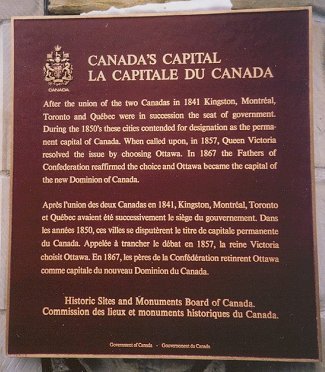 CANADA
CANADA'S CAPITAL
LA CAPITALE DU CANADA
After the union of the two Canadas in 1841 Kingston, Montréal,
Toronto and Québec were in succession the seat of government.
During the 1850's these cities contended for designation as the perma-
nent capital of Canada. When called upon, in 1857, Queen Victoria
resolved the issue by choosing Ottawa. In 1867 the Fathers of
Confederation reaffirmed the choice and Ottawa became the capital of
the new Dominion of Canada.
Après l'union des deux Canadas en 1841, Kingston, Montréal, Toronto
et Québec avaient été successivement le siège du gouvernement. Dans
les années 1850, ces villes se disputèrent le titre de capitale permanente
du Canada. Appelée à trancher le débat en 1857, la reine Victoria
choisit Ottawa. En 1867, les pères de la Confédération retinrent Ottawa
comme capitale du nouveau Dominion du Canada.
Historic Sites and Monuments Board of Canada.
Commission des lieux et monuments historiques du Canada.
Government of Canada - Gouvernement du Canada